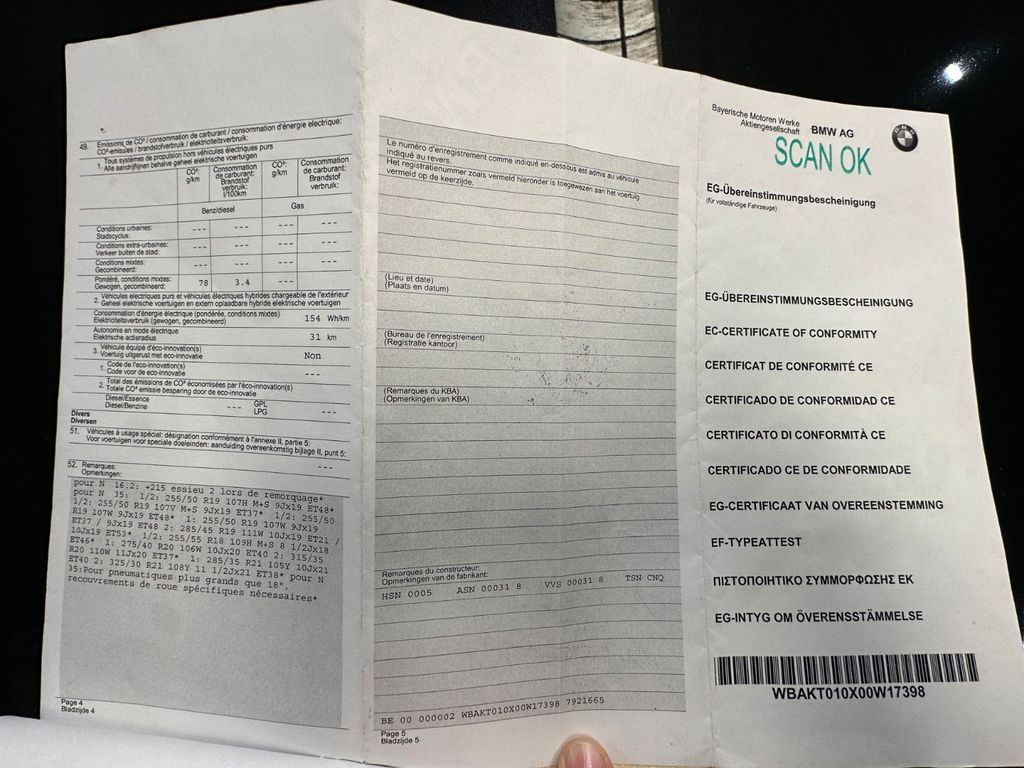 49. Emissions de CO² / consommation de carburant / consommation d'énergie electrique:
CO²-emissies / brandstofverbruik / elektriciteitsverbruik:
1. Tous systèmes de propulsion hors véhicules électriques purs
Alle aandrijflijnen behalve geheel elektrische voertuigen
CO²: g/km
Consommation de carburant: Brandstof verbruik: l/100km
CO²: g/km
Consommation de carburant: Brandstof verbruik:
Benz/diesel
Gas
Conditions urbaines:
Stadscyclus:
--- --- --- ---
Conditions extra-urbaines:
Verkeer buiten de stad:
--- --- --- ---
Conditions mixtes:
Gecombineerd:
--- --- --- ---
Pondéré, conditions mixtes:
Gewogen, gecombineerd:
78 3.4 ---
2. Véhicules electriques purs et véhicules électriques hybrides chargeable de l'extérieur
Geheel elektrische voertuigen en extern oplaadbare hybride elektrische voertuigen
Consommation d'énergie électrique (pondérée, conditions mixtes)
Elektriciteitsverbruik (gewogen, gecombineerd)
154 Wh/km
Autonomie en mode électrique
Elektrische actieradius
31 km
3. Véhicule équipé d'eco-innovation(s)
Voertuig uitgerust met eco-innovatie
Non
1. Code de l'eco-innovation(s)
Code voor de eco-innovatie
---
2. Total des émissions de CO² économisées par l'éco-innovation(s)
Totale CO² emissie besparing door de eco-innovatie
Diesel/Essence
Diesel/Benzine
---
GPL
LPG
---
Divers
Diversen
51. Véhicules à usage spécial: désignation conformément à l'annexe II, partie 5:
Voor voertuigen voor speciale doeleinden: aanduiding overeenkomstig bijlage II, punt 5:
---
52. Remarques:
Opmerkingen:
pour N 16.2: +215 essieu 2 lors de remorquage*
pour N 35: 1/2: 255/50 R19 107H M+S 9Jx19 ET48*
1/2: 255/50 R19 107V M+S 9Jx19 ET37* 1/2: 255/50
R19 107W 9Jx19 ET48* 1: 255/50 R19 107W 9Jx19
ET37 / 9Jx19 ET48 2: 285/45 R19 111W 10Jx19 ET21 /
10Jx19 ET53* 1/2: 255/55 R18 109H M+S 8 1/2Jx18
ET46* 1: 275/40 R20 106W 10Jx20 ET40 2: 315/35
R20 110W 11Jx20 ET37* 1: 285/35 R21 105Y 10Jx21
ET40 2: 325/30 R21 108Y 11 1/2Jx21 ET38* pour N
35:Pour pneumatiques plus grands que 18"
recouvrements de roue spécifiques nécessaires*
Page 4
Bladzijde 4
Le numéro d'enregistrement comme indiqué en-dessous est admis au véhicule
indiqué au revers.
Het registratienummer zoals vermeld hieronder is toegewezen aan het voertuig
vermeld op de keerzijde.
(Lieu et date)
(Plaats en datum)
(Bureau de l'enregistrement)
(Registratie kantoor)
(Remarques du KBA)
(Opmerkingen van KBA)
Remarques du constructeur:
Opmerkingen van de fabrikant:
HSN 0005 ASN 00031 8 VVS 00031 8 TSN CNQ
BE 00 000002 WBAKT010X00W17398 7921665
Page 5
Bladzijde 5
Bayerische Motoren Werke
Aktiengesellschaft
BMW AG
SCAN OK
EG-Übereinstimmungsbescheinigung
(für vollständige Fahrzeuge)
EG-ÜBEREINSTIMMUNGSBESCHEINIGUNG
EC-CERTIFICATE OF CONFORMITY
CERTIFICAT DE CONFORMITÉ CE
CERTIFICADO DE CONFORMIDAD CE
CERTIFICATO DI CONFORMITÀ CE
CERTIFICADO CE DE CONFORMIDADE
EG-CERTIFICAAT VAN OVEREENSTEMMING
EF-TYPEATTEST
ΠΙΣΤΟΠΟΙΗΤΙΚΟ ΣΥΜΜΟΡΦΩΣΗΣ ΕΚ
EG-INTYG OM ÖVERENSSTÄMMELSE
WBAKT010X00W17398